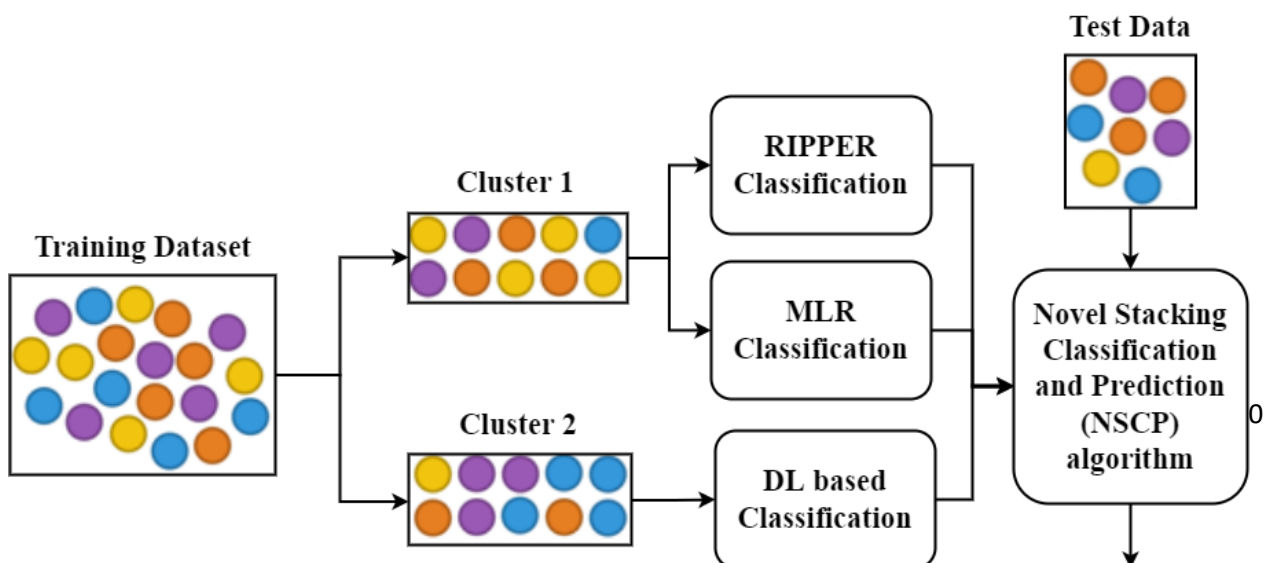 Test Data
RIPPER
Classification
Cluster 1
Training Dataset
MLR
Classification
Novel Stacking
Classification
and Prediction
(NSCP)
algorithm
0
Cluster 2
DL based
Classification